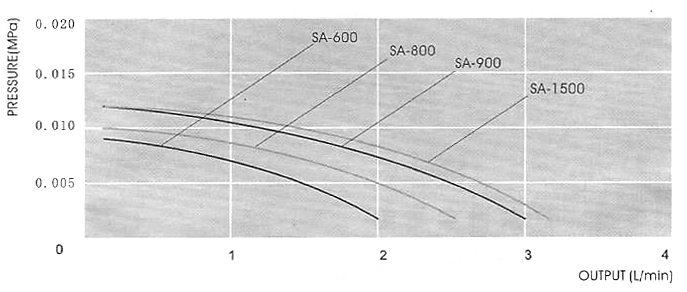 PRESSURE(MPa)
0.020
0.015
0.010
0.005
0
SA-600
SA-800
SA-900
SA-1500
1
2
3
4
OUTPUT (L/min)